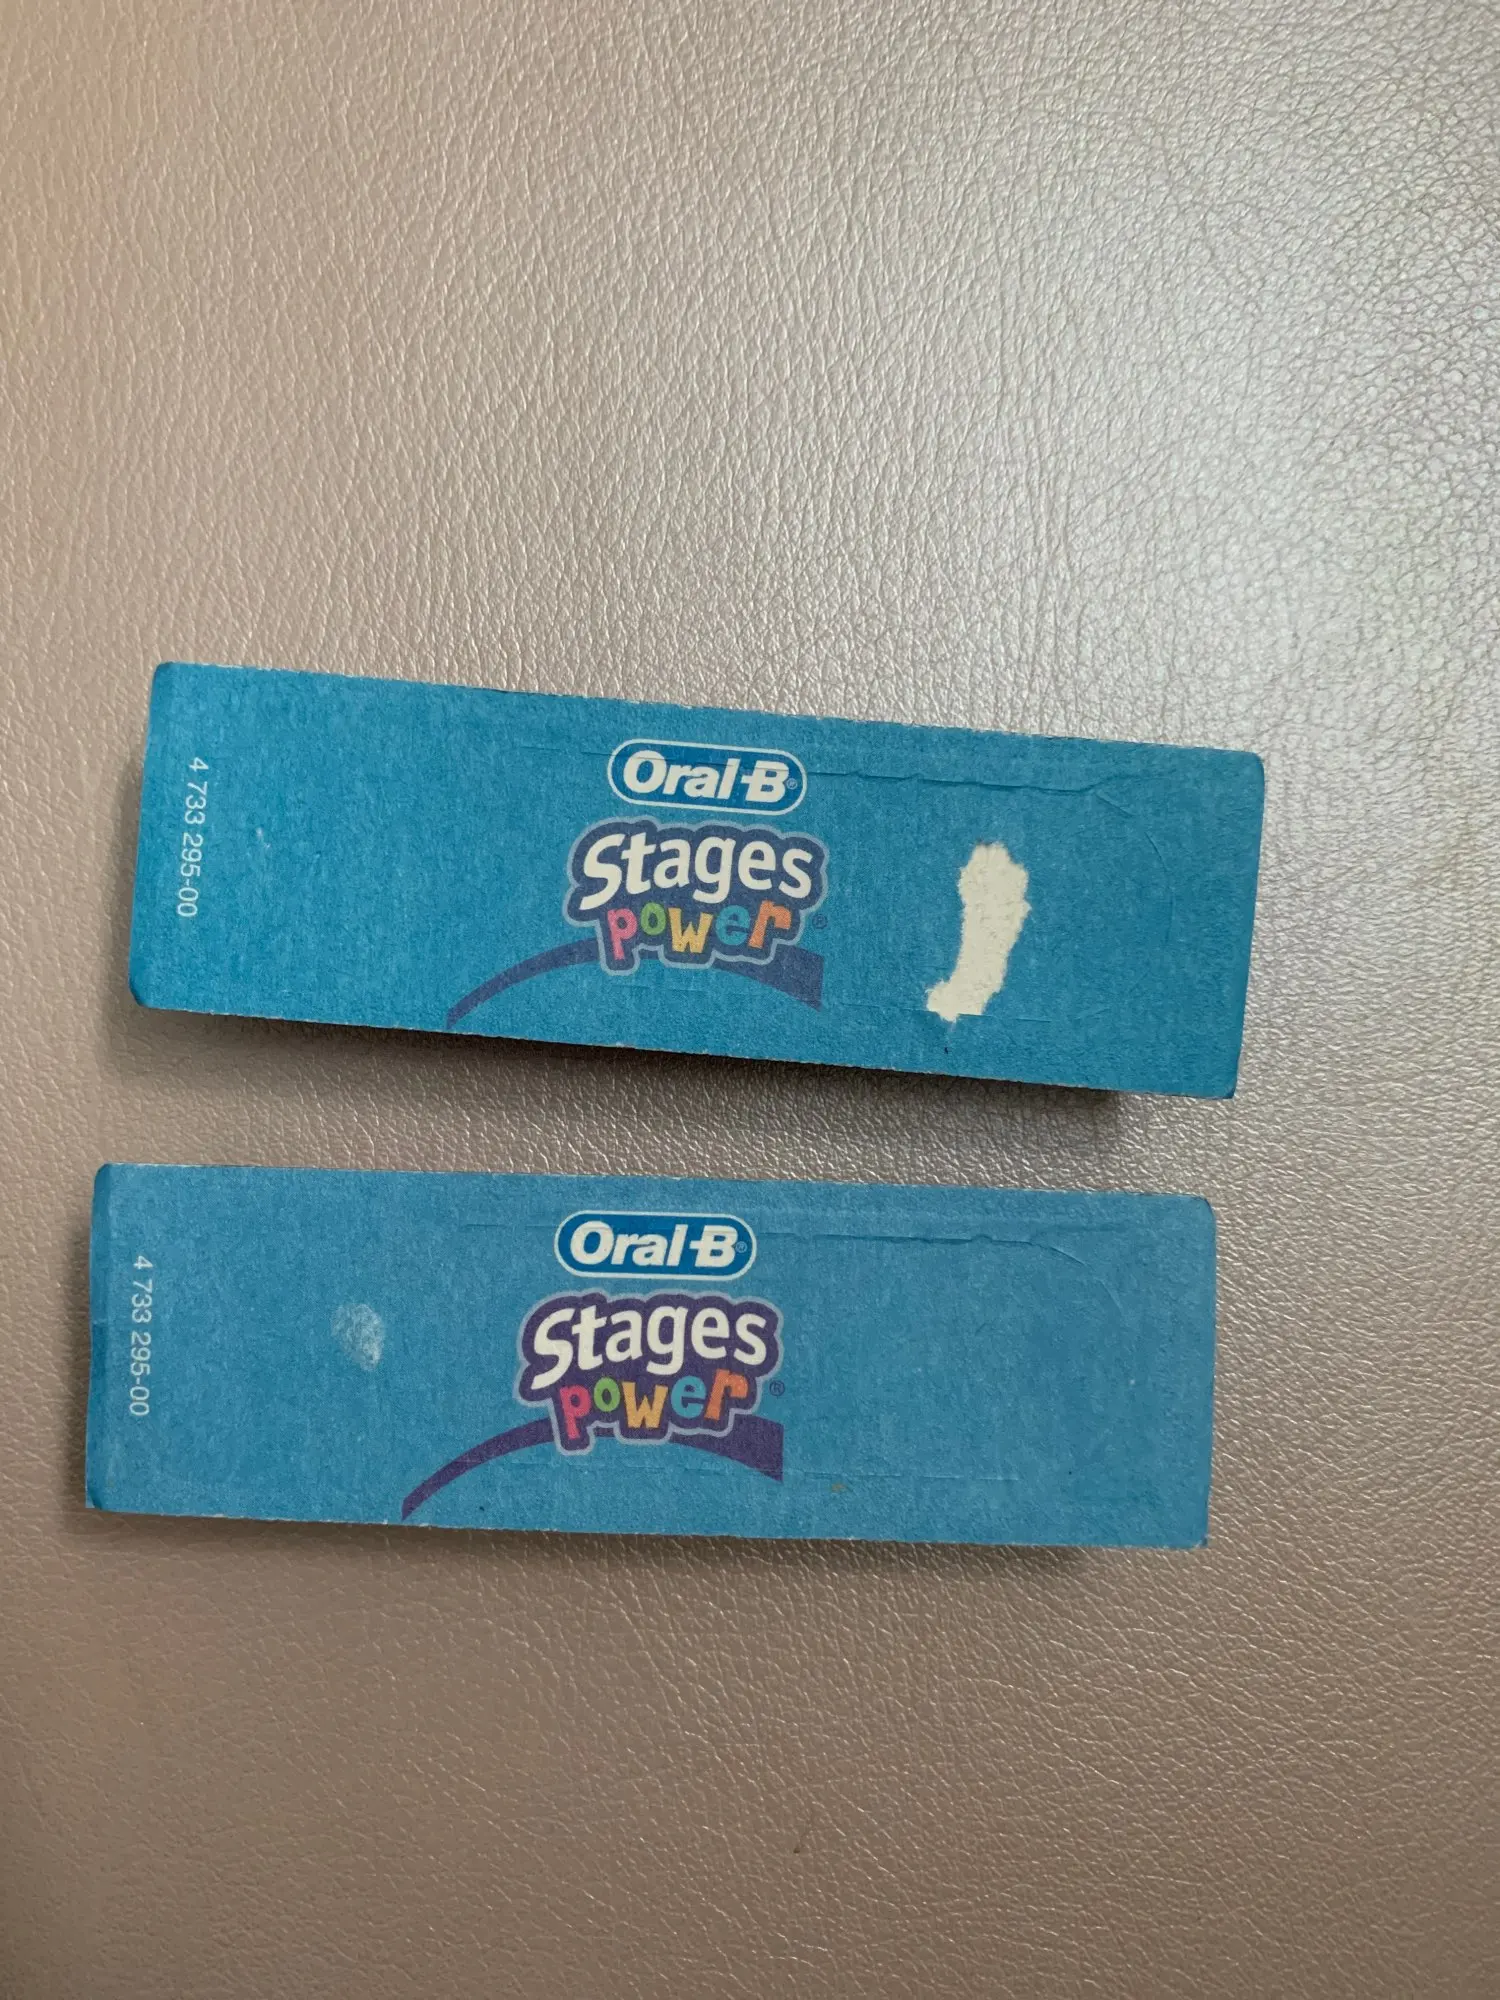 4 733 295-00
Oral-B®
Stages
power®
4 733 295-00
Oral-B®
Stages
power®